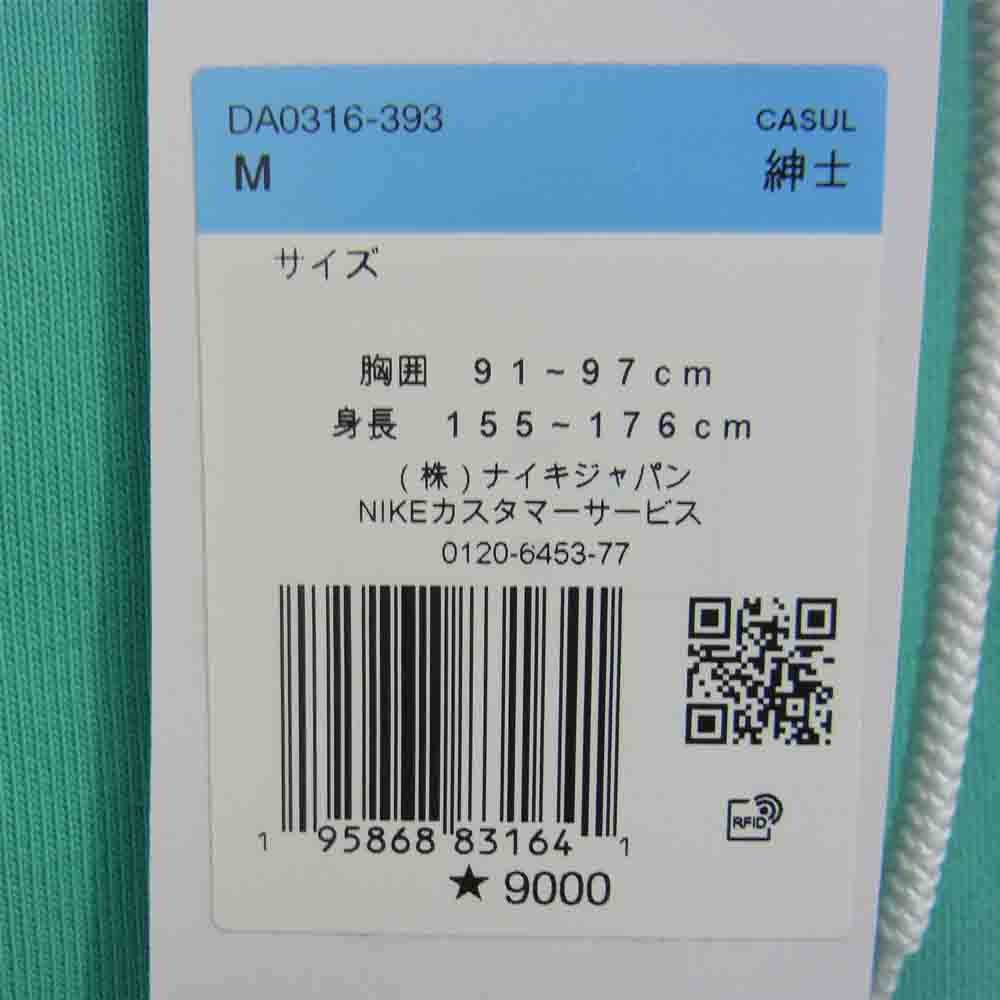 DA0316-393 CASUL
M 紳士
サイズ
胸囲 91~97cm
身長 155~176cm
(株)ナイキジャパン
NIKEカスタマーサービス
0120-6453-77
1 95868 83164 1
RFID
★9000